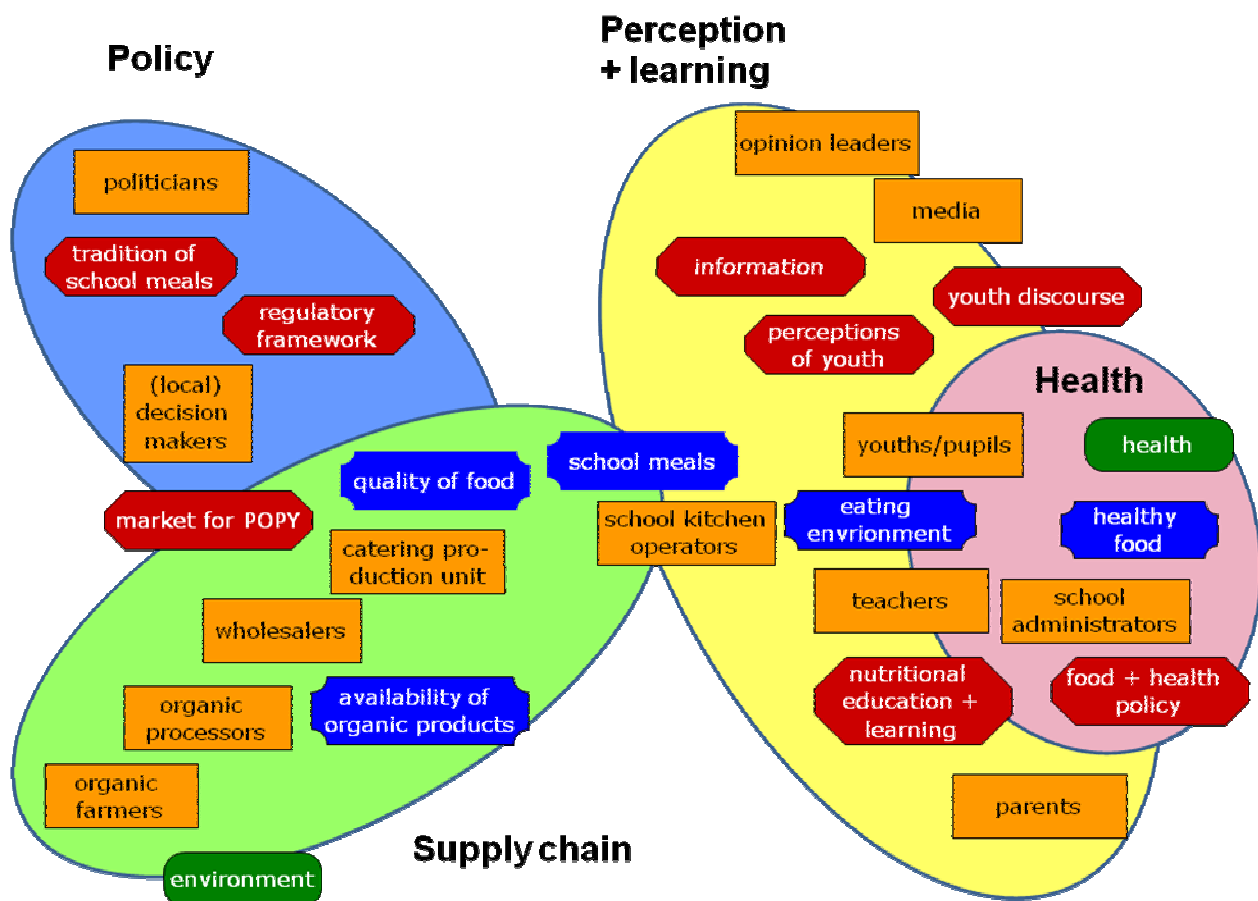 Policy
Perception
+ learning
opinion leaders
politicians
media
tradition of
school meals
information
youth discourse
regulatory
framework
perceptions
of youth
Health
(local)
decision
makers
youths/pupils
health
school meals
quality of food
eating
envrionment
healthy
food
market for POPY
school kitchen
operators
catering pro-
duction unit
teachers
school
administrators
wholesalers
nutritional
education +
learning
food + health
policy
organic
processors
availability of
organic products
organic
farmers
parents
Supply chain
environment